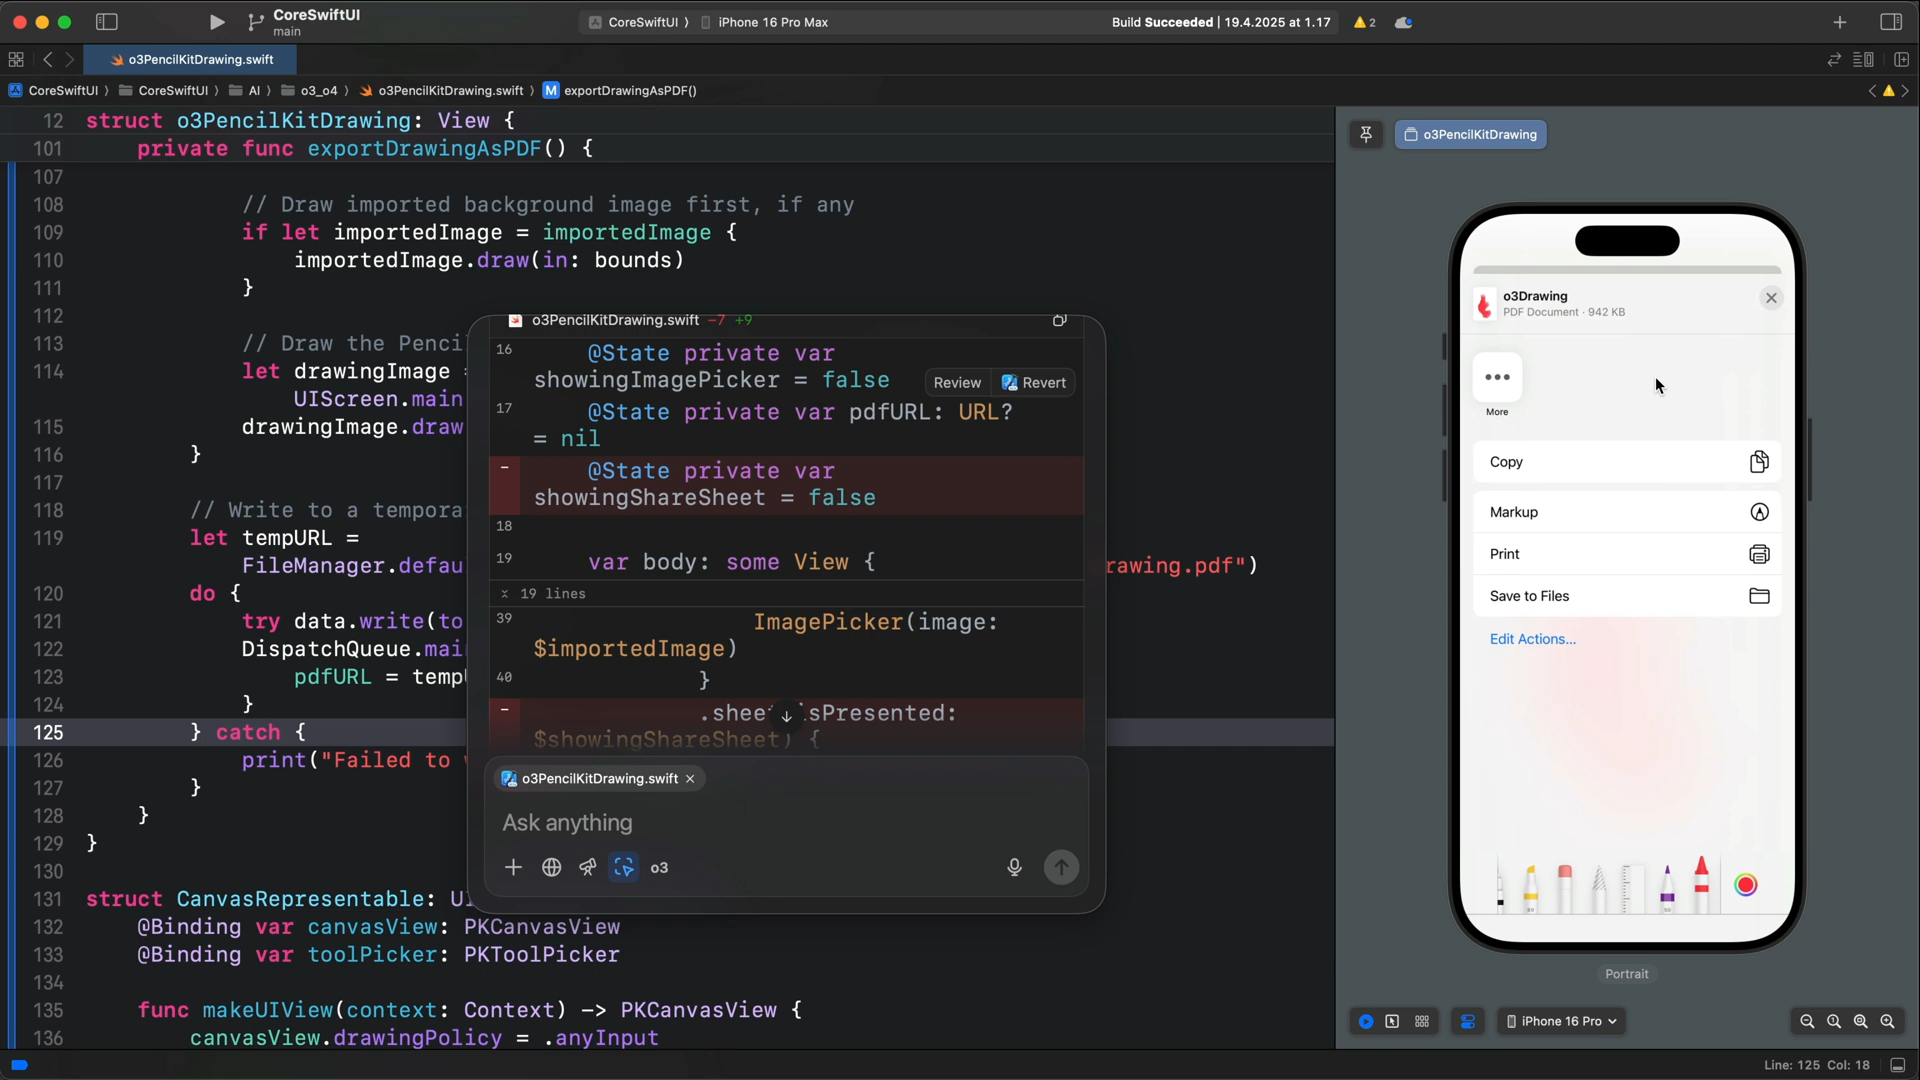 CoreSwiftUI
main
CoreSwiftUI 〉 iPhone 16 Pro Max
Build Succeeded | 19.4.2025 at 1.17
2
o3PencilKitDrawing.swift
CoreSwiftUI 〉 CoreSwiftUI 〉 AI 〉 o3_o4 〉 o3PencilKitDrawing.swift 〉 M exportDrawingAsPDF()
12 struct o3PencilKitDrawing: View {
101 private func exportDrawingAsPDF() {
107
108 // Draw imported background image first, if any
109 if let importedImage = importedImage {
110 importedImage.draw(in: bounds)
111 }
112
113 // Draw the Penci
114 let drawingImage =
UIScreen.main
115 drawingImage.draw
116 }
117
118 // Write to a tempora
119 let tempURL =
FileManager.defau rawing.pdf")
120 do {
121 try data.write(to
122 DispatchQueue.mai
123 pdfURL = temp
124 }
125 } catch {
126 print("Failed to
127 }
128 }
129 }
130
131 struct CanvasRepresentable: UI
132 @Binding var canvasView: PKCanvasView
133 @Binding var toolPicker: PKToolPicker
134
135 func makeUIView(context: Context) -> PKCanvasView {
136 canvasView.drawingPolicy = .anyInput
o3PencilKitDrawing.swift -7 +9
16 @State private var
showingImagePicker = false
Review Revert
17 @State private var pdfURL: URL?
= nil
- @State private var
showingShareSheet = false
18
19 var body: some View {
19 lines
39 ImagePicker(image:
$importedImage)
40 }
- .sheet isPresented:
$showingShareSheet) {
o3PencilKitDrawing.swift ×
Ask anything
o3
o3PencilKitDrawing
o3Drawing
PDF Document · 942 KB
More
Copy
Markup
Print
Save to Files
Edit Actions...
80
50
Portrait
iPhone 16 Pro
Line: 125 Col: 18